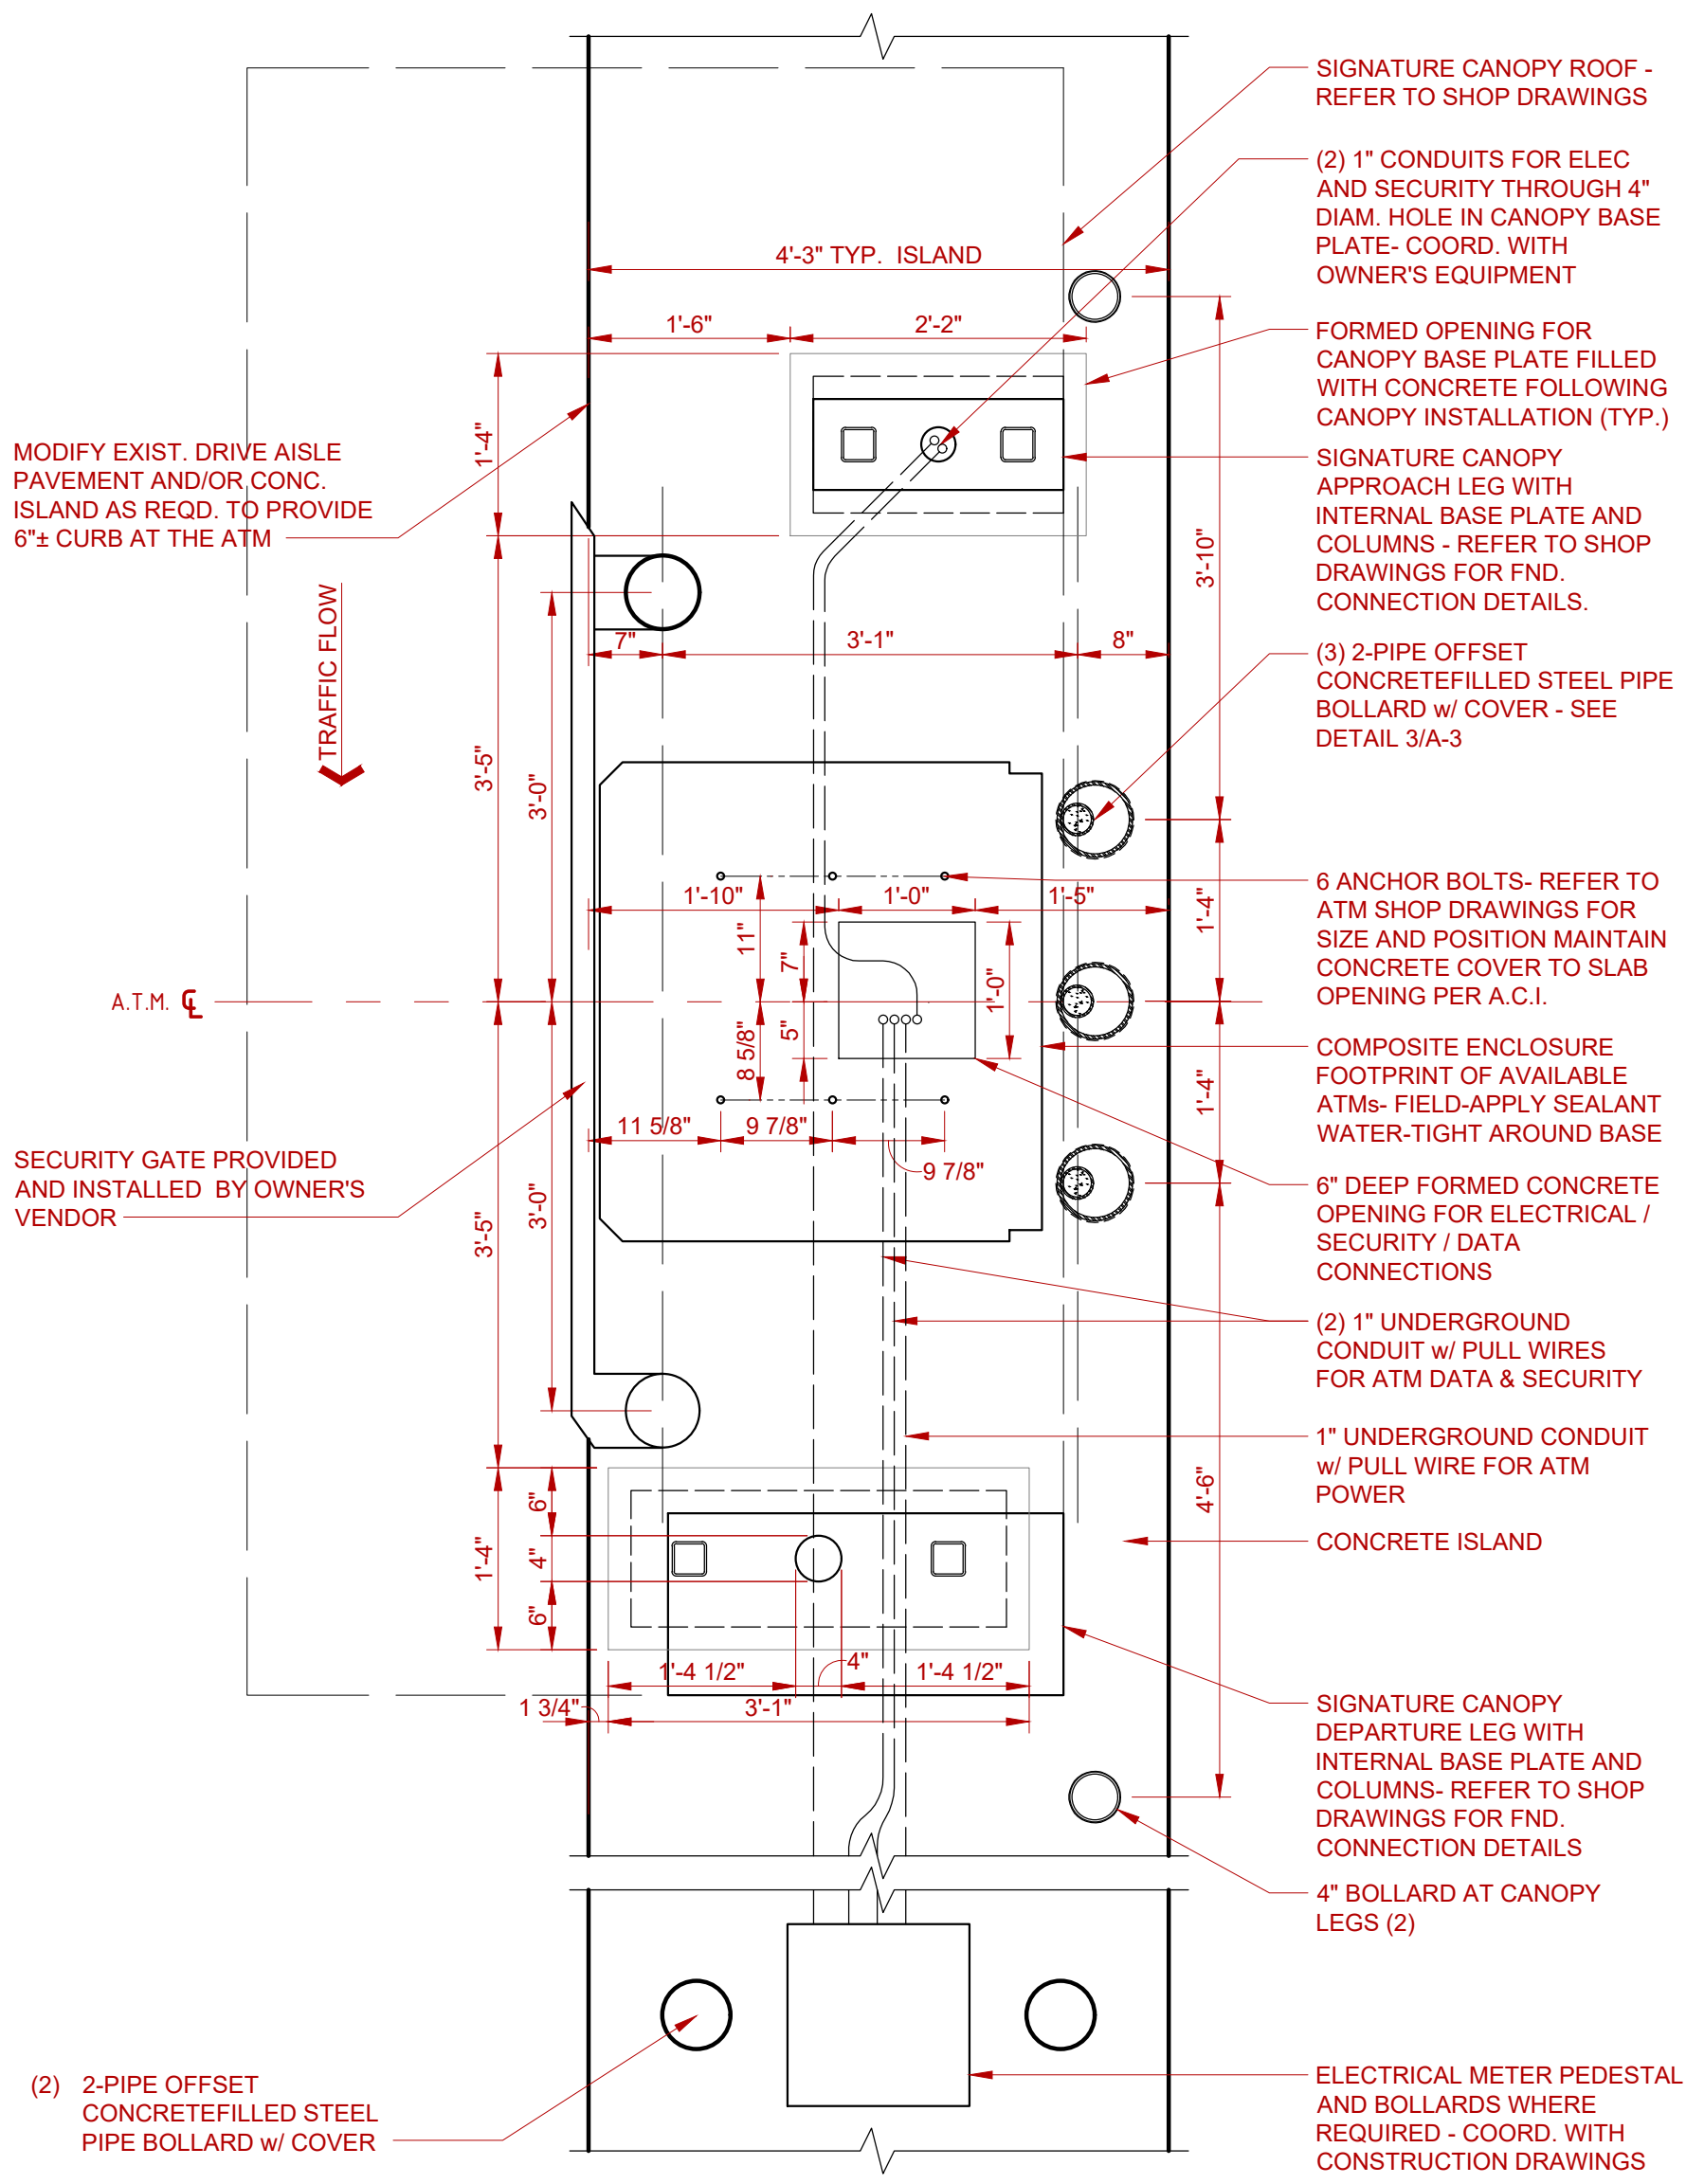 SIGNATURE CANOPY ROOF -
REFER TO SHOP DRAWINGS
(2) 1" CONDUITS FOR ELEC
AND SECURITY THROUGH 4"
DIAM. HOLE IN CANOPY BASE
PLATE- COORD. WITH
OWNER'S EQUIPMENT
4'-3" TYP.  ISLAND
1'-6"
2'-2"
FORMED OPENING FOR
CANOPY BASE PLATE FILLED
WITH CONCRETE FOLLOWING
CANOPY INSTALLATION (TYP.)
1'-4"
MODIFY EXIST. DRIVE AISLE
PAVEMENT AND/OR CONC.
ISLAND AS REQD. TO PROVIDE
6"± CURB AT THE ATM
SIGNATURE CANOPY
APPROACH LEG WITH
INTERNAL BASE PLATE AND
COLUMNS - REFER TO SHOP
DRAWINGS FOR FND.
CONNECTION DETAILS.
3'-10"
TRAFFIC FLOW
7"
3'-1"
8"
(3) 2-PIPE OFFSET
CONCRETEFILLED STEEL PIPE
BOLLARD w/ COVER - SEE
DETAIL 3/A-3
3'-5"
3'-0"
6 ANCHOR BOLTS- REFER TO
ATM SHOP DRAWINGS FOR
SIZE AND POSITION MAINTAIN
CONCRETE COVER TO SLAB
OPENING PER A.C.I.
1'-10"
1'-0"
1'-5"
1'-4"
11"
7"
1'-0"
A.T.M. CL
5"
8 5/8"
COMPOSITE ENCLOSURE
FOOTPRINT OF AVAILABLE
ATMs- FIELD-APPLY SEALANT
WATER-TIGHT AROUND BASE
1'-4"
11 5/8"
9 7/8"
9 7/8"
SECURITY GATE PROVIDED
AND INSTALLED  BY OWNER'S
VENDOR
6" DEEP FORMED CONCRETE
OPENING FOR ELECTRICAL /
SECURITY / DATA
CONNECTIONS
3'-5"
3'-0"
(2) 1" UNDERGROUND
CONDUIT w/ PULL WIRES
FOR ATM DATA & SECURITY
1" UNDERGROUND CONDUIT
w/ PULL WIRE FOR ATM
POWER
4'-6"
CONCRETE ISLAND
1'-4"
6"
4"
6"
1'-4 1/2"
4"
1'-4 1/2"
1 3/4"
3'-1"
SIGNATURE CANOPY
DEPARTURE LEG WITH
INTERNAL BASE PLATE AND
COLUMNS- REFER TO SHOP
DRAWINGS FOR FND.
CONNECTION DETAILS
4" BOLLARD AT CANOPY
LEGS (2)
(2) 2-PIPE OFFSET
CONCRETEFILLED STEEL
PIPE BOLLARD w/ COVER
ELECTRICAL METER PEDESTAL
AND BOLLARDS WHERE
REQUIRED - COORD. WITH
CONSTRUCTION DRAWINGS